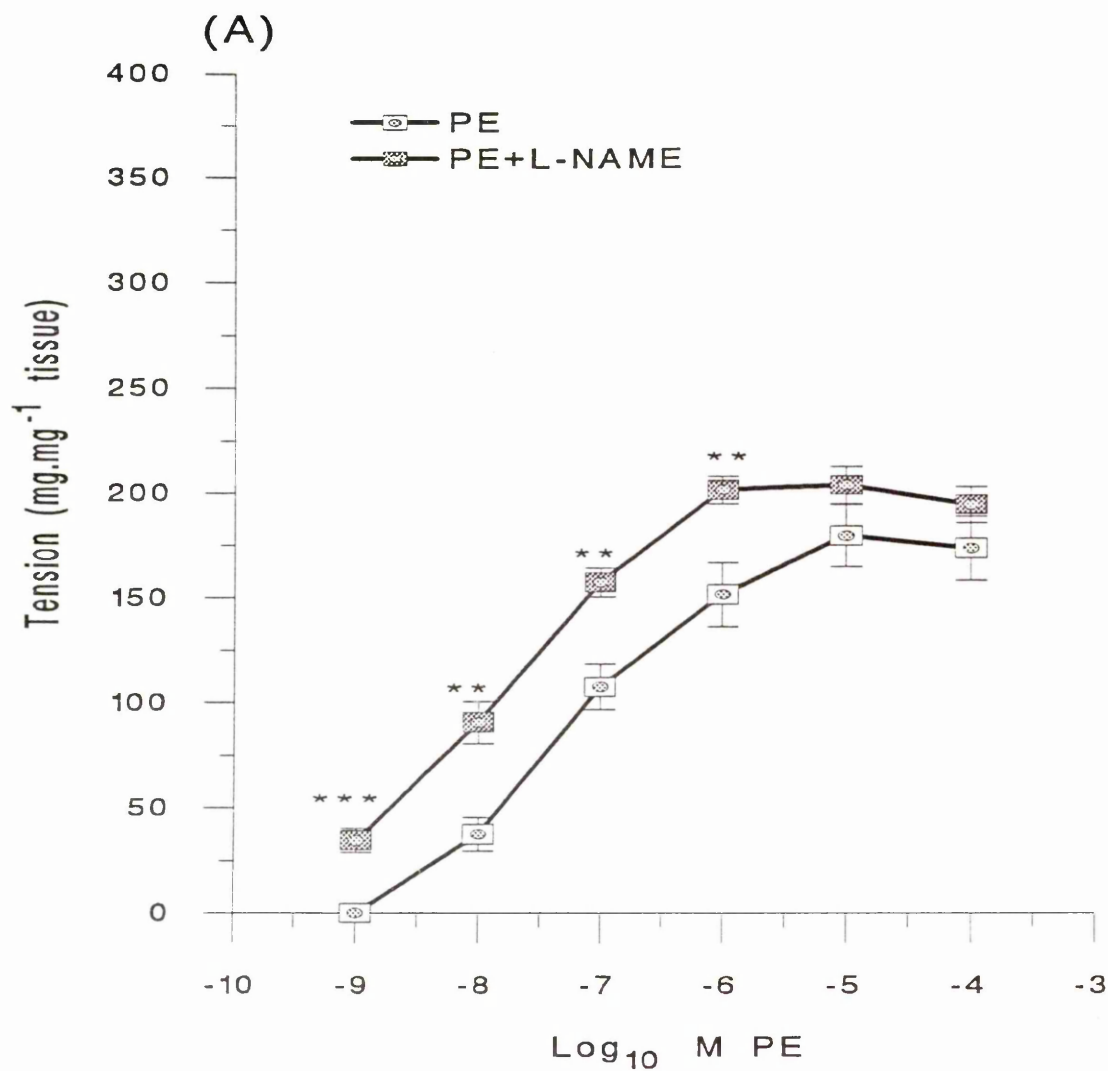 (A)
400
350
300
250
200
150
100
50
0
PE
PE+L-NAME
Tension (mg.mg⁻¹ tissue)
* *
* *
* *
* * *
-10 -9 -8 -7 -6 -5 -4 -3
Log₁₀ M PE